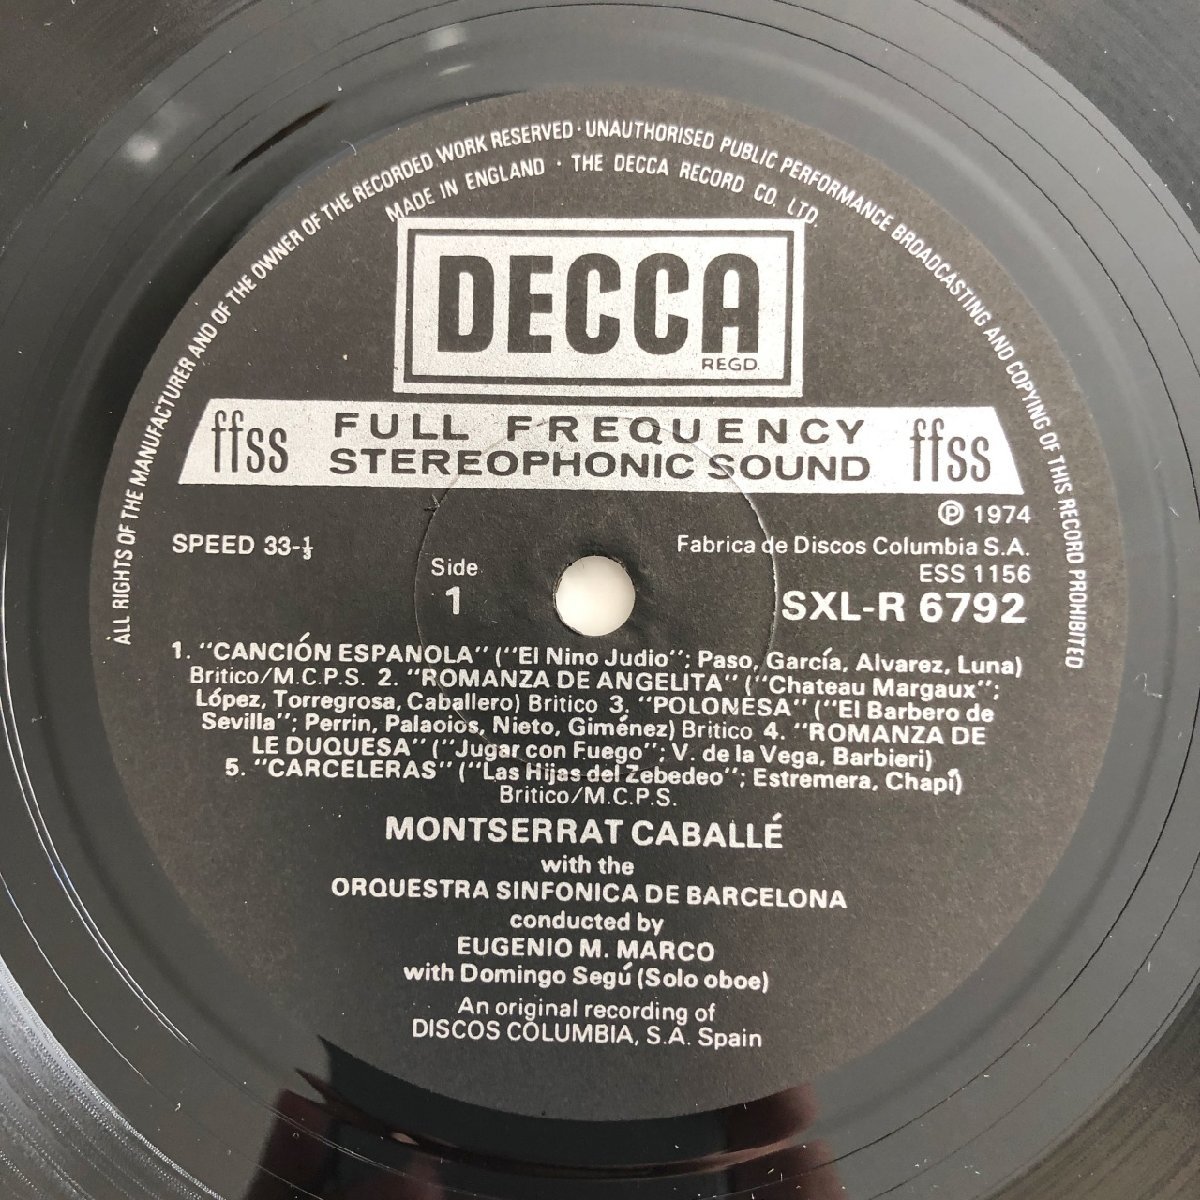 ALL RIGHTS OF THE MANUFACTURER AND OF THE OWNER OF THE RECORDED WORK RESERVED · UNAUTHORISED PUBLIC PERFORMANCE BROADCASTING AND COPYING OF THIS RECORD PROHIBITED
MADE IN ENGLAND · THE DECCA RECORD CO. LTD.
DECCA
REGD.
ffss FULL FREQUENCY ffss
STEREOPHONIC SOUND
℗ 1974
SPEED 33-⅓
Fabrica de Discos Columbia S.A.
Side
ESS 1156
1
SXL-R 6792
1. "CANCIÓN ESPANOLA" ("El Nino Judio"; Paso, García, Alvarez, Luna)
Britico/M.C.P.S. 2. "ROMANZA DE ANGELITA" ("Chateau Margaux";
López, Torregrosa, Caballero) Britico 3. "POLONESA" ("El Barbero de
Sevilla"; Perrin, Palaoios, Nieto, Giménez) Britico 4. "ROMANZA DE
LE DUQUESA" ("Jugar con Fuego"; V. de la Vega, Barbieri)
5. "CARCELERAS" ("Las Hijas del Zebedeo"; Estremera, Chapí)
Britico/M.C.P.S.
MONTSERRAT CABALLÉ
with the
ORQUESTRA SINFONICA DE BARCELONA
conducted by
EUGENIO M. MARCO
with Domingo Segú (Solo oboe)
An original recording of
DISCOS COLUMBIA, S.A. Spain